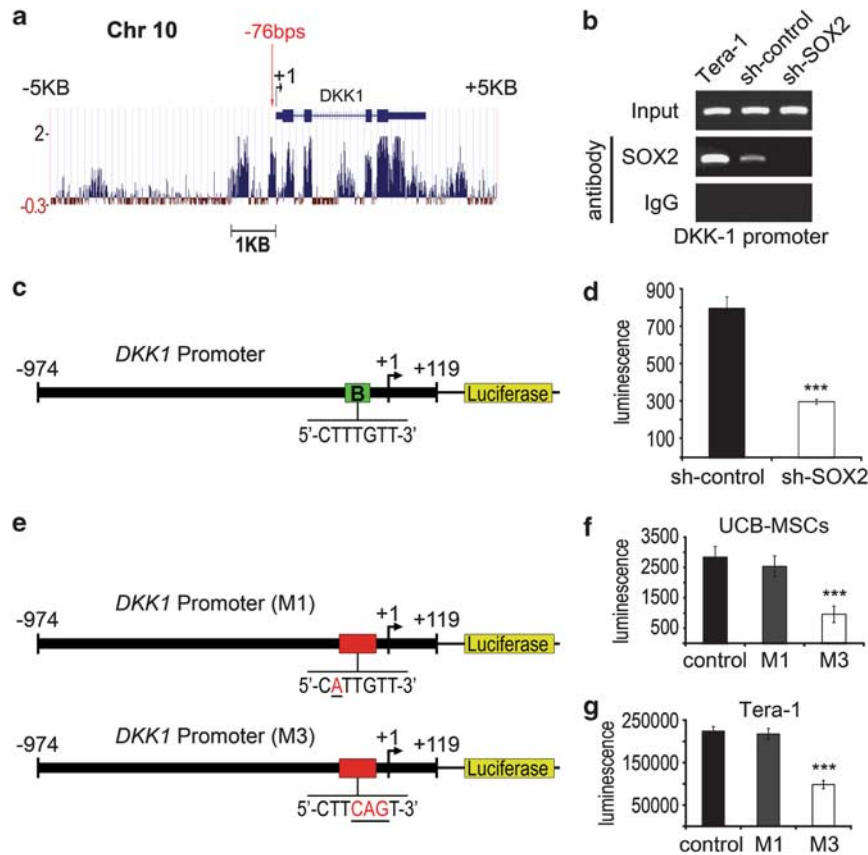 a
Chr 10
-76bps
+1
-5KB
DKK1
+5KB
2
-0.3
1KB
b
Tera-1
sh-control
sh-SOX2
Input
antibody
SOX2
IgG
DKK-1 promoter
c
-974
DKK1 Promoter
+1
+119
B
Luciferase
5'-CTTTGTT-3'
d
luminescence
900
700
500
300
100
***
sh-control
sh-SOX2
e
-974
DKK1 Promoter (M1)
+1
+119
Luciferase
5'-CATTGTT-3'
-974
DKK1 Promoter (M3)
+1
+119
Luciferase
5'-CTTCAGT-3'
f
UCB-MSCs
luminescence
3500
2500
1500
500
***
control
M1
M3
g
Tera-1
luminescence
250000
150000
50000
***
control
M1
M3